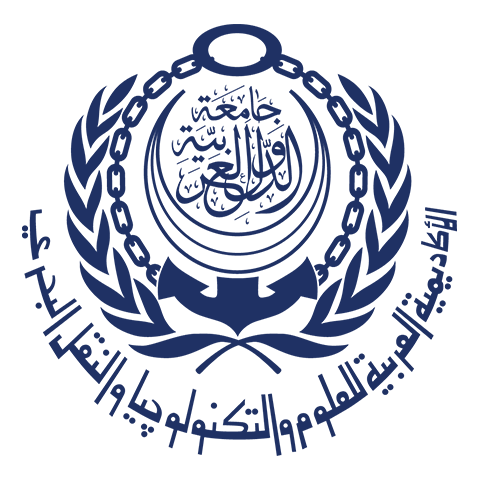 جامعة
الدول العربية
الأكاديمية العربية للعلوم والتكنولوجيا والنقل البحري